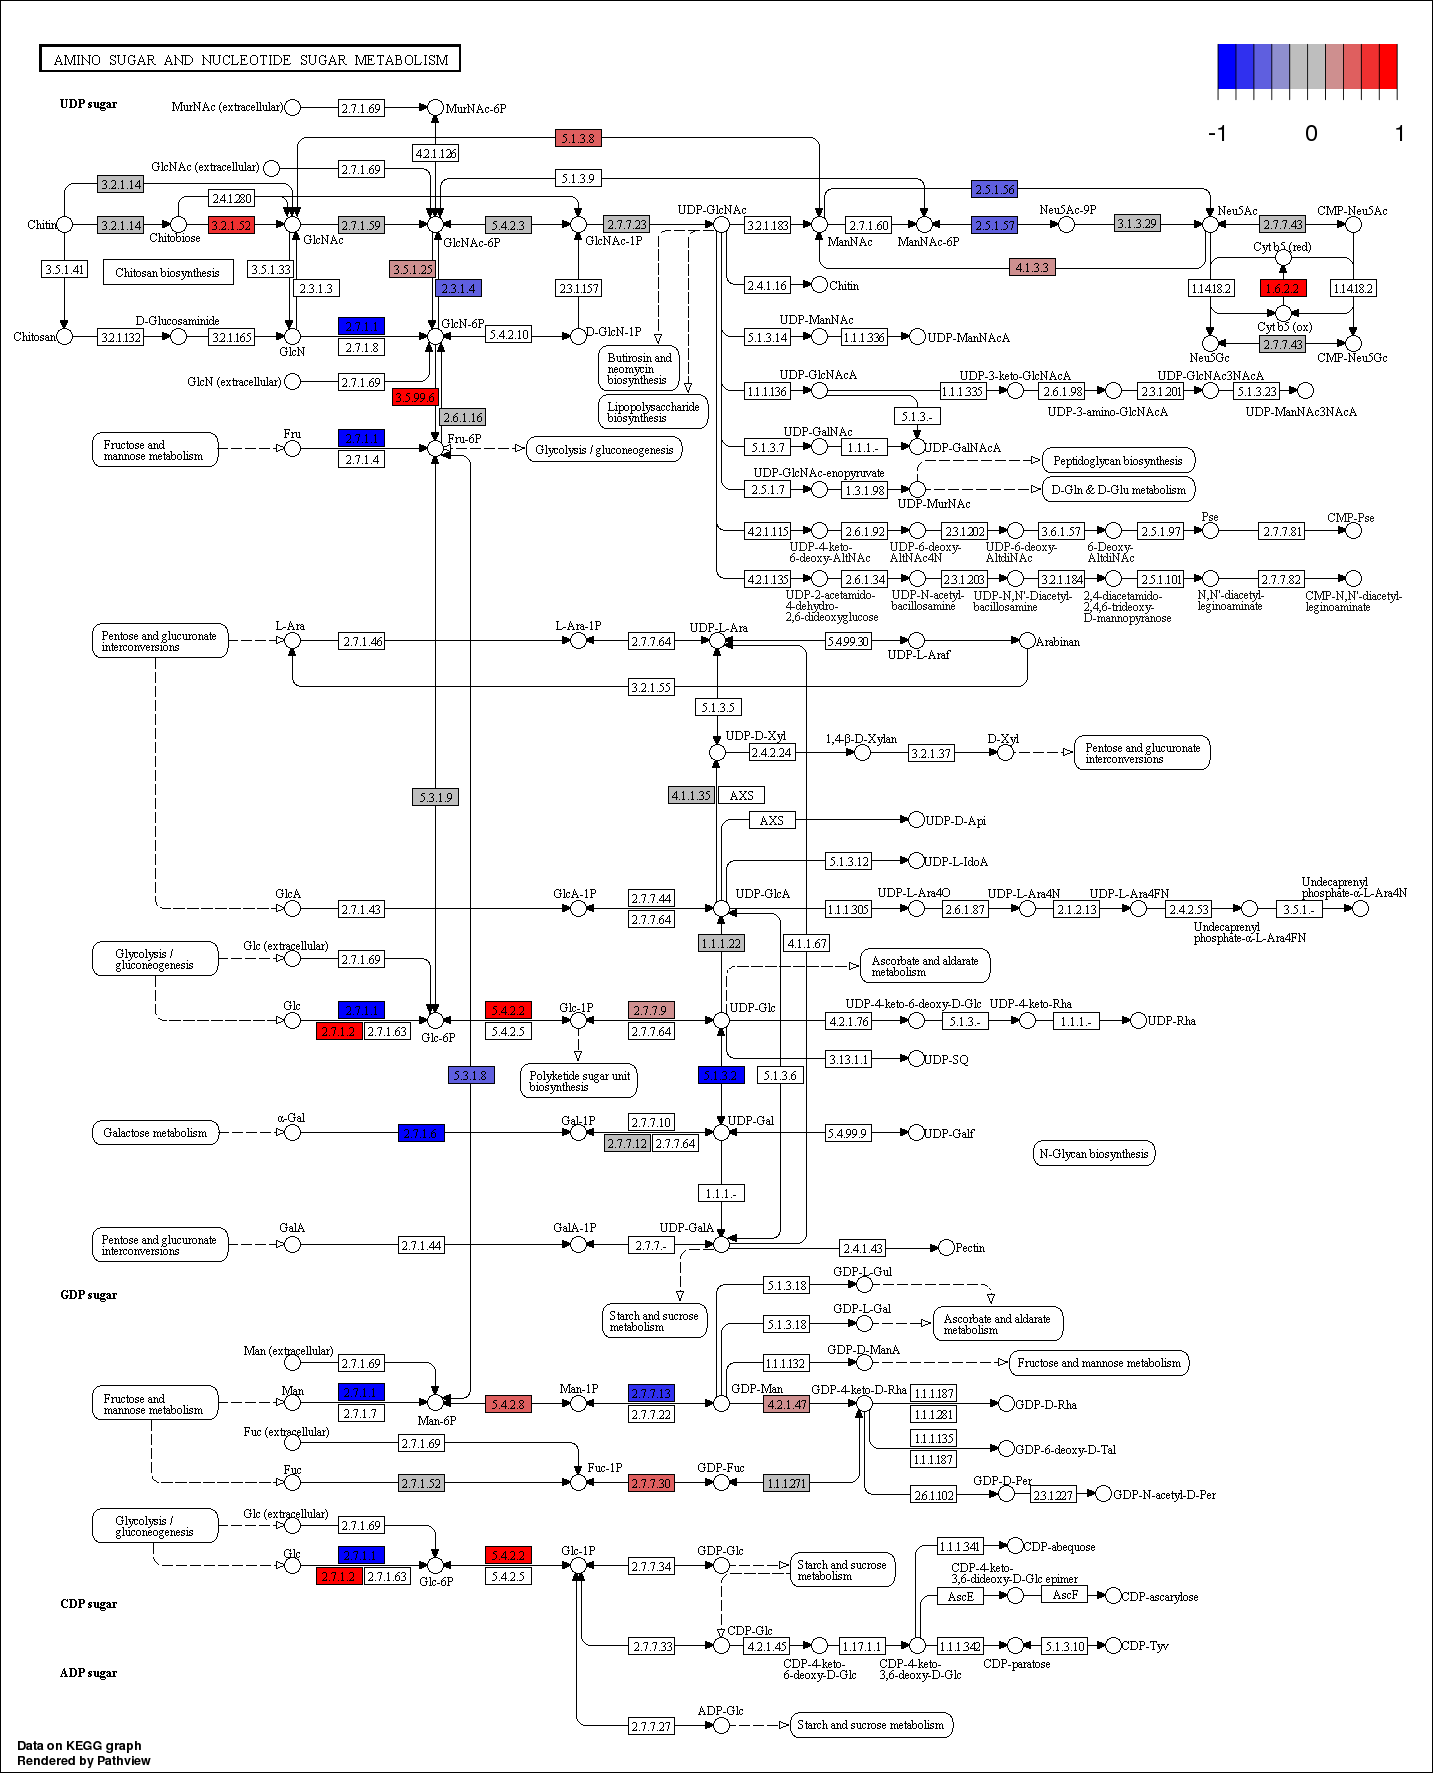 AMINO SUGAR AND NUCLEOTIDE SUGAR METABOLISM
-1 0 1
UDP sugar
MurNAc (extracellular) 2.7.1.69 MurNAc-6P
5.1.3.8
4.2.1.126
GlcNAc (extracellular) 2.7.1.69
5.1.3.9
3.2.1.14
2.4.1.280
2.5.1.56
Chitin 3.2.1.14 Chitobiose 3.2.1.52 GlcNAc 2.7.1.59 GlcNAc-6P 5.4.2.3 GlcNAc-1P 2.7.7.23 UDP-GlcNAc 3.2.1.183 ManNAc 2.7.1.60 ManNAc-6P 2.5.1.57 Neu5Ac-9P 3.1.3.29 Neu5Ac 2.7.7.43 CMP-Neu5Ac
Cyt b5 (red)
3.5.1.41 Chitosan biosynthesis 3.5.1.33 3.5.1.25 4.1.3.3
2.3.1.3 2.3.1.4 2.3.1.157 2.4.1.16 Chitin 1.14.18.2 1.6.2.2 1.14.18.2
Cyt b5 (ox)
Chitosan 3.2.1.132 D-Glucosaminide 3.2.1.165 GlcN 2.7.1.1 GlcN-6P 5.4.2.10 D-GlcN-1P
2.7.1.8
5.1.3.14 UDP-ManNAc 1.1.1.336 UDP-ManNAcA
Neu5Gc 2.7.7.43 CMP-Neu5Gc
Butirosin and
neomycin
biosynthesis
GlcN (extracellular) 2.7.1.69
3.5.99.6
2.6.1.16
Lipopolysaccharide
biosynthesis
1.1.1.136 UDP-GlcNAcA 1.1.1.335 UDP-3-keto-GlcNAcA 2.6.1.98 UDP-3-amino-GlcNAcA 2.3.1.201 UDP-GlcNAc3NAcA 5.1.3.23 UDP-ManNAc3NAcA
5.1.3.-
Fructose and
mannose metabolism
Fru 2.7.1.1 Fru-6P Glycolysis / gluconeogenesis
2.7.1.4
5.1.3.7 UDP-GalNAc 1.1.1.- UDP-GalNAcA
Peptidoglycan biosynthesis
2.5.1.7 UDP-GlcNAc-enopyruvate 1.3.1.98 UDP-MurNAc
D-Gln & D-Glu metabolism
4.2.1.115 2.6.1.92 2.3.1.202 3.6.1.57 2.5.1.97 Pse 2.7.7.81 CMP-Pse
UDP-4-keto-
6-deoxy-AltNAc
UDP-6-deoxy-
AltNAc4N
UDP-6-deoxy-
AltdiNAc
6-Deoxy-
AltdiNAc
4.2.1.135 2.6.1.34 2.3.1.203 3.2.1.184 2.5.1.101 2.7.7.82
UDP-2-acetamido-
4-dehydro-
2,6-dideoxyglucose
UDP-N-acetyl-
bacillosamine
UDP-N,N'-Diacetyl-
bacillosamine
2,4-diacetamido-
2,4,6-trideoxy-
D-mannopyranose
N,N'-diacetyl-
leginoaminate
CMP-N,N'-diacetyl-
leginoaminate
Pentose and glucuronate
interconversions
L-Ara 2.7.1.46 L-Ara-1P 2.7.7.64 UDP-L-Ara 5.4.99.30 UDP-L-Araf Arabinan
3.2.1.55
5.1.3.5
UDP-D-Xyl 2.4.2.24 1,4-β-D-Xylan 3.2.1.37 D-Xyl
Pentose and glucuronate
interconversions
5.3.1.9 4.1.1.35 AXS
AXS UDP-D-Api
5.1.3.12 UDP-L-IdoA
GlcA 2.7.1.43 GlcA-1P 2.7.7.44 UDP-GlcA
2.7.7.64
1.1.1.305 UDP-L-Ara4O 2.6.1.87 UDP-L-Ara4N 2.1.2.13 UDP-L-Ara4FN 2.4.2.53 3.5.1.-
Undecaprenyl
phosphate-α-L-Ara4N
Undecaprenyl
phosphate-α-L-Ara4FN
1.1.1.22 4.1.1.67
Glycolysis /
gluconeogenesis
Glc (extracellular) 2.7.1.69
Ascorbate and aldarate
metabolism
Glc 2.7.1.1 Glc-6P 5.4.2.2 Glc-1P 2.7.7.9 UDP-Glc
2.7.1.2 2.7.1.63 5.4.2.5 2.7.7.64
4.2.1.76 UDP-4-keto-6-deoxy-D-Glc 5.1.3.- UDP-4-keto-Rha 1.1.1.- UDP-Rha
3.13.1.1 UDP-SQ
5.3.1.8
Polyketide sugar unit
biosynthesis
5.1.3.6
Galactose metabolism α-Gal Gal-1P 2.7.7.10 UDP-Gal 5.4.99.9 UDP-Galf
2.7.7.12 2.7.7.64
N-Glycan biosynthesis
1.1.1.-
Pentose and glucuronate
interconversions
GalA 2.7.1.44 GalA-1P 2.7.7.- UDP-GalA 2.4.1.43 Pectin
GDP sugar
Starch and sucrose
metabolism
5.1.3.18 GDP-L-Gul
5.1.3.18 GDP-L-Gal
Ascorbate and aldarate
metabolism
Man (extracellular) 2.7.1.69
1.1.1.132 GDP-D-ManA Fructose and mannose metabolism
Fructose and
mannose metabolism
Man 2.7.1.1 Man-6P 5.4.2.8 Man-1P 2.7.7.13 GDP-Man 4.2.1.47 GDP-4-keto-D-Rha 1.1.1.187 GDP-D-Rha
2.7.1.7 2.7.7.22 1.1.1.281
Fuc (extracellular) 2.7.1.69
1.1.1.135 GDP-6-deoxy-D-Tal
1.1.1.187
Fuc 2.7.1.52 Fuc-1P 2.7.7.30 GDP-Fuc 1.1.1.271
2.6.1.102 GDP-D-Per 2.3.1.227 GDP-N-acetyl-D-Per
Glycolysis /
gluconeogenesis
Glc (extracellular) 2.7.1.69
Glc 2.7.1.1 Glc-6P 5.4.2.2 Glc-1P 2.7.7.34 GDP-Glc
2.7.1.2 2.7.1.63 5.4.2.5
Starch and sucrose
metabolism
1.1.1.341 CDP-abequose
CDP-4-keto-
3,6-dideoxy-D-Glc epimer
AscE AscF CDP-ascarylose
CDP sugar
2.7.7.33 CDP-Glc 4.2.1.45 1.17.1.1 1.1.1.342 5.1.3.10 CDP-Tyv
CDP-4-keto-
6-deoxy-D-Glc
CDP-4-keto-
3,6-deoxy-D-Glc
CDP-paratose
ADP sugar
2.7.7.27 ADP-Glc Starch and sucrose metabolism
Data on KEGG graph
Rendered by Pathview